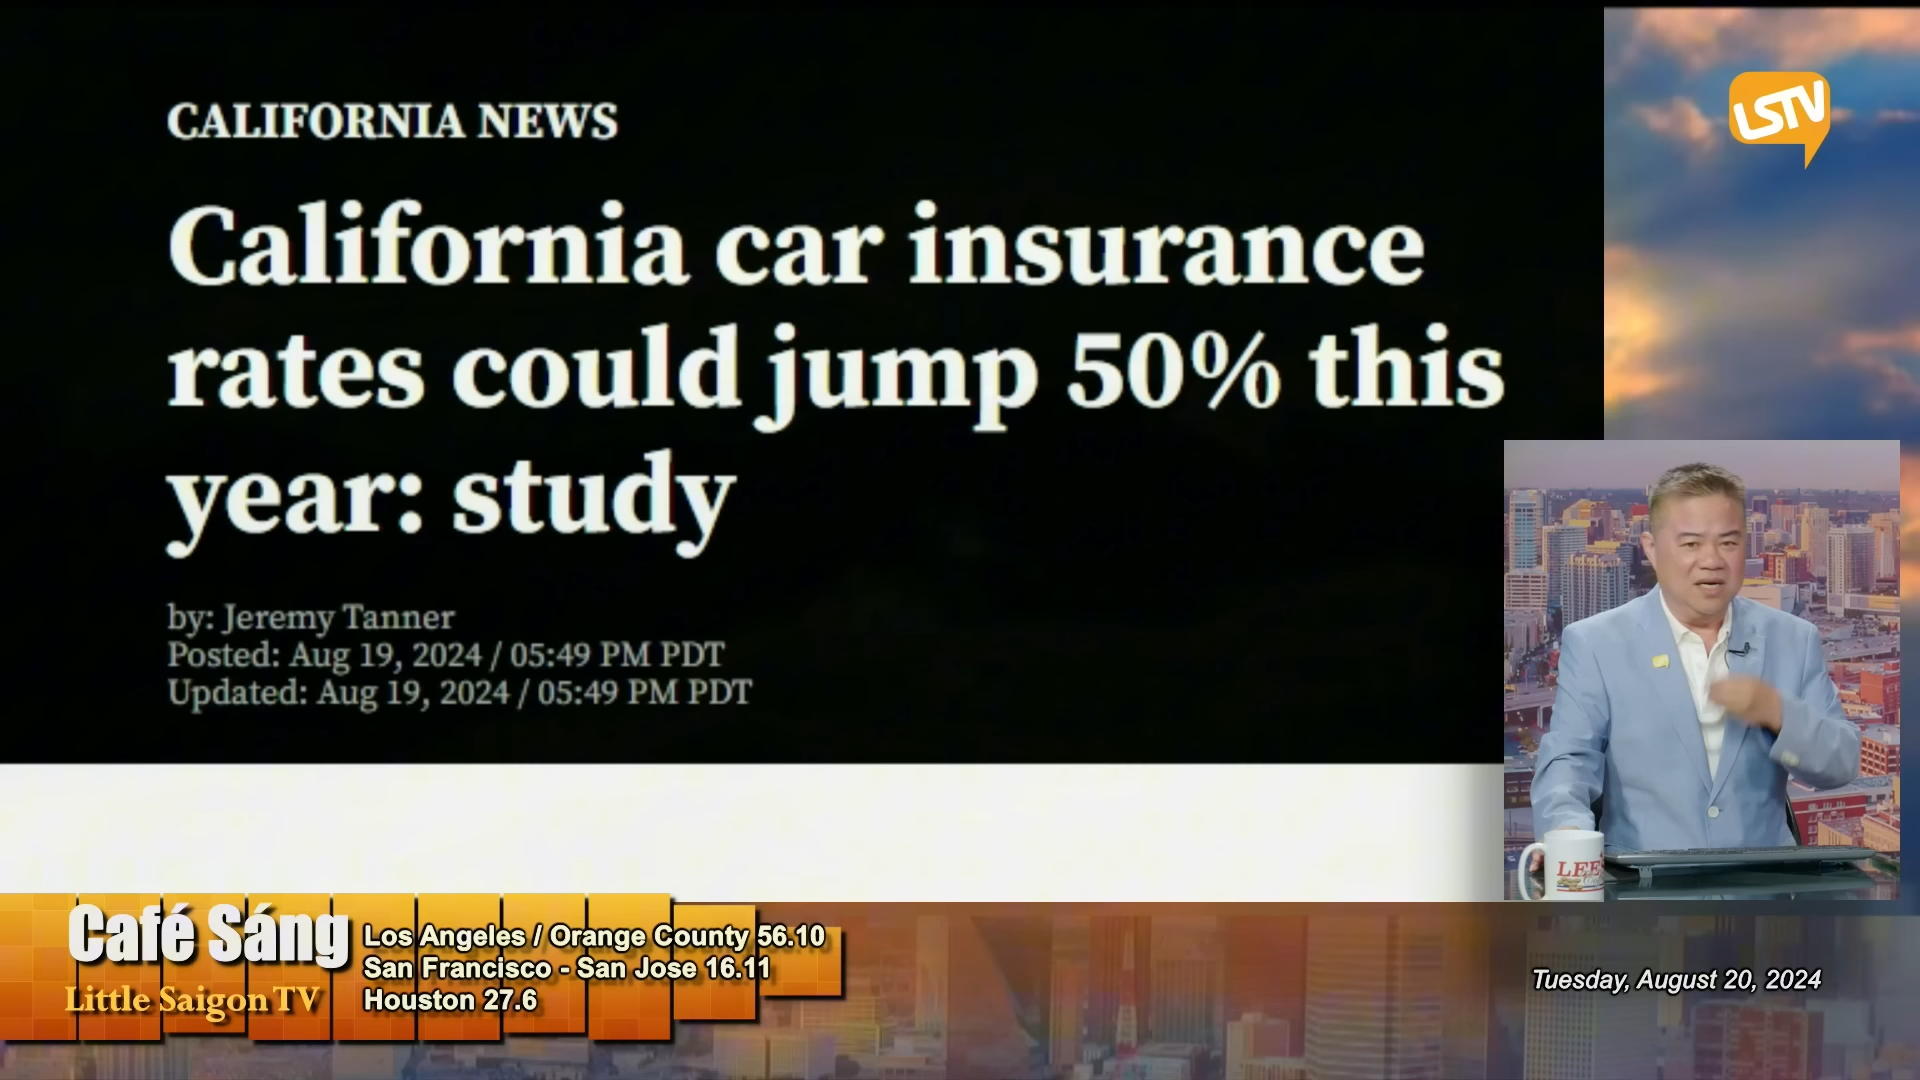 CALIFORNIA NEWS
LSTV
California car insurance
rates could jump 50% this
year: study
by: Jeremy Tanner
Posted: Aug 19, 2024 / 05:49 PM PDT
Updated: Aug 19, 2024 / 05:49 PM PDT
LEE'S
Café Sáng
Little Saigon TV
Los Angeles / Orange County 56.10
San Francisco - San Jose 16.11
Houston 27.6
Tuesday, August 20, 2024